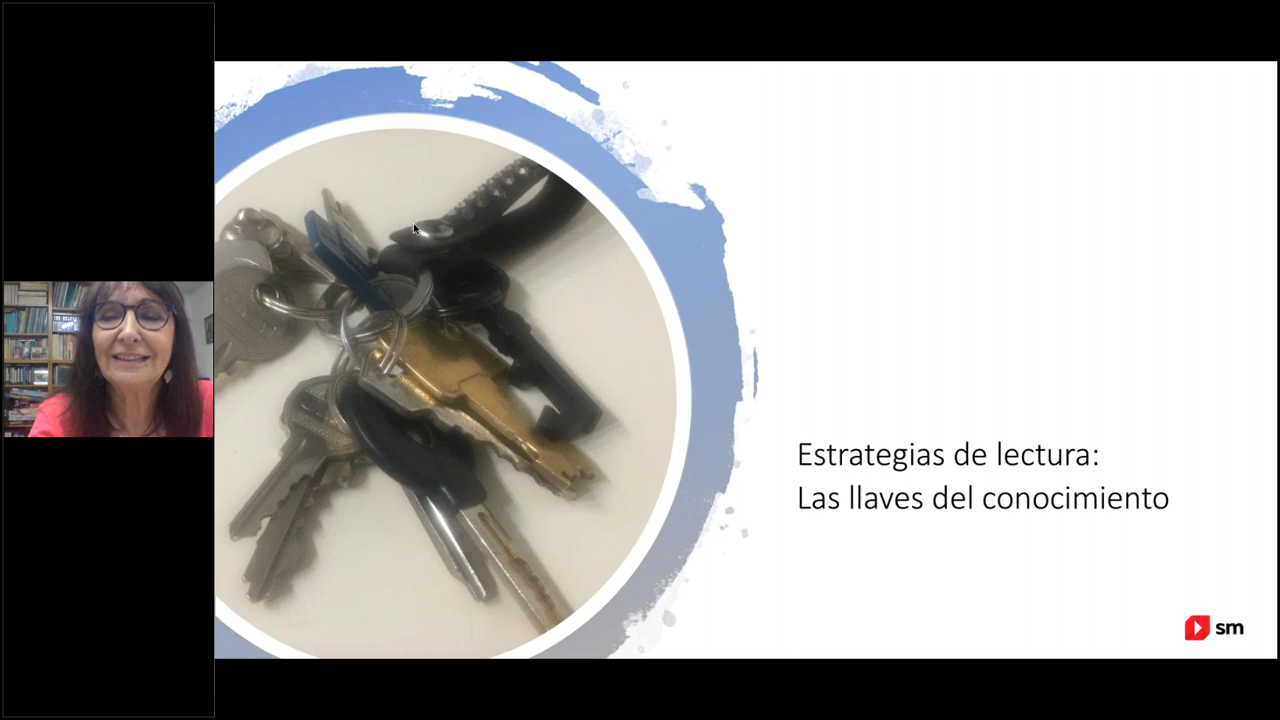 Estrategias de lectura:
Las llaves del conocimiento
sm